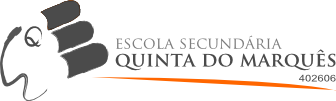 Q
ESCOLA SECUNDÁRIA
QUINTA DO MARQUÊS
402606